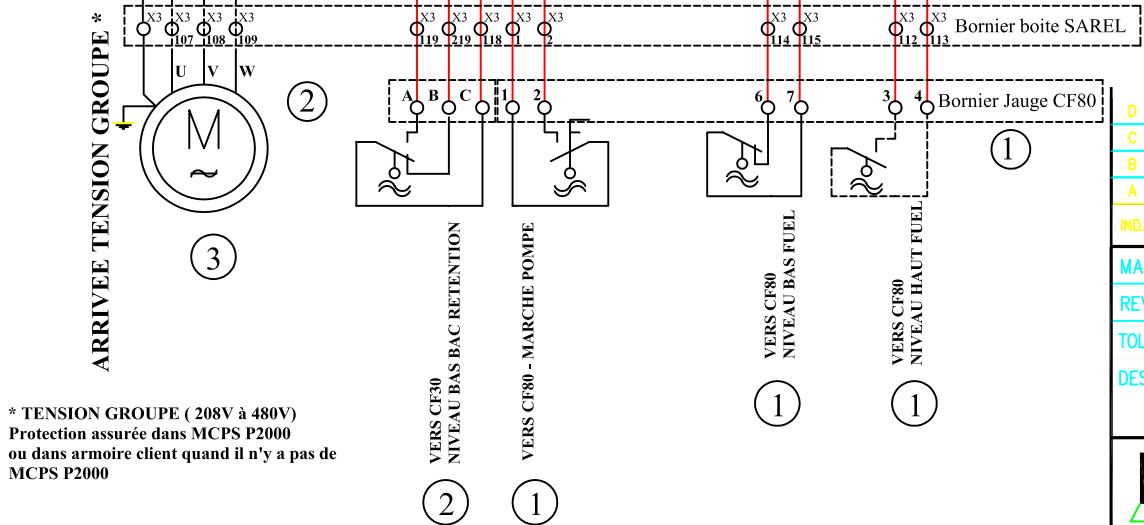 X3 X3 X3 X3 X3 X3 X3 X3 X3 X3 X3 X3 X3
107 108 109 119 219 118 1 2 114 115 112 113
Bornier boite SAREL
U V W
A B C 1 2 6 7 3 4
Bornier Jauge CF80
2
1
M
~
3
ARRIVEE TENSION GROUPE *
VERS CF30
NIVEAU BAS BAC RETENTION
2
VERS CF80 - MARCHE POMPE
1
VERS CF80
NIVEAU BAS FUEL
1
VERS CF80
NIVEAU HAUT FUEL
1
* TENSION GROUPE ( 208V à 480V)
Protection assurée dans MCPS P2000
ou dans armoire client quand il n'y a pas de
MCPS P2000
D
C
B
A
IND.
MA
REV
TOL
DES